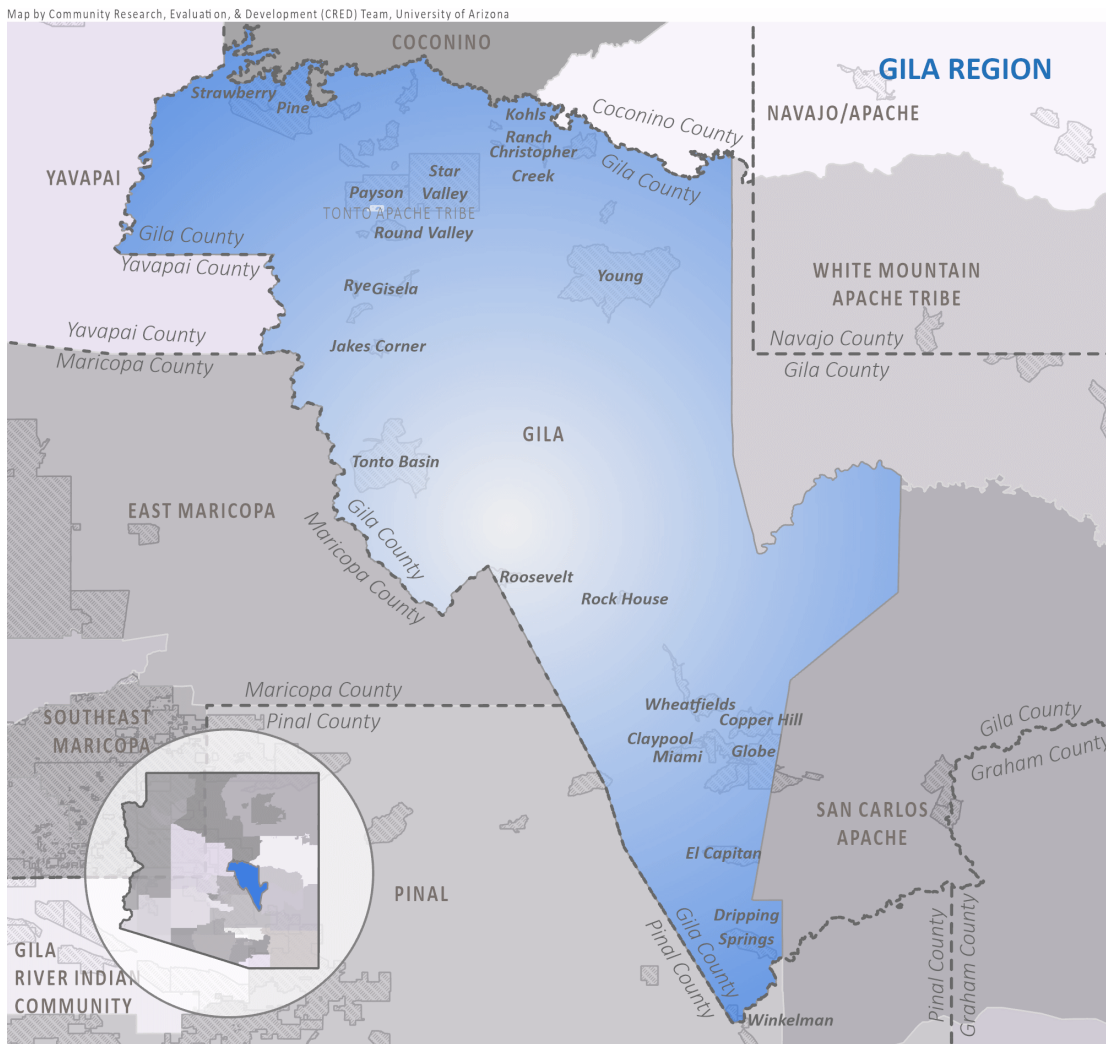 Map by Community Research, Evaluation, & Development (CRED) Team, University of Arizona
COCONINO
GILA REGION
Strawberry
Pine
Kohls
Ranch
Christopher
Creek
Coconino County
Gila County
NAVAJO/APACHE
YAVAPAI
Star
Valley
Payson
TONTO APACHE TRIBE
Round Valley
Gila County
Yavapai County
Rye
Gisela
Young
WHITE MOUNTAIN
APACHE TRIBE
Yavapai County
Maricopa County
Jakes Corner
Navajo County
Gila County
GILA
Tonto Basin
EAST MARICOPA
Gila County
Maricopa County
Roosevelt
Rock House
Maricopa County
Pinal County
SOUTHEAST
MARICOPA
Wheatfields
Copper Hill
Claypool
Miami
Globe
Gila County
Graham County
SAN CARLOS
APACHE
El Capitan
PINAL
Dripping
Springs
Gila County
Pinal County
Winkelman
Pinal County
Graham County
GILA
RIVER INDIAN
COMMUNITY